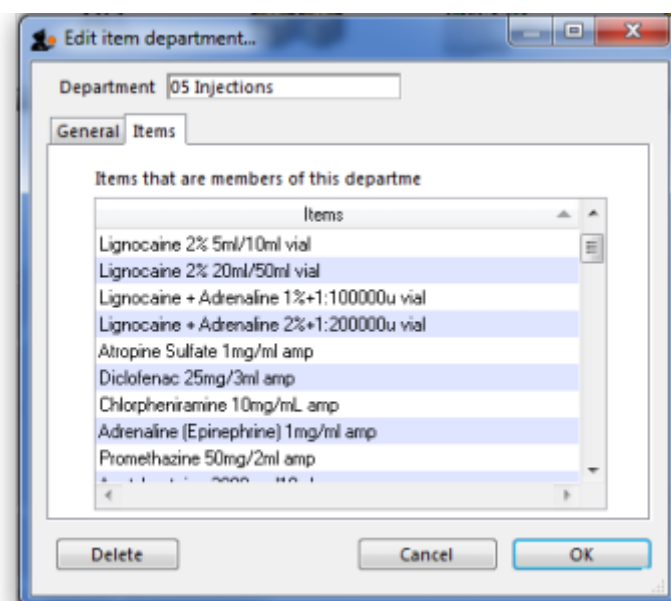 Edit item department...
Department 05 Injections
General Items
Items that are members of this departme
Items
Lignocaine 2% 5ml/10ml vial
Lignocaine 2% 20ml/50ml vial
Lignocaine + Adrenaline 1%+1:100000u vial
Lignocaine + Adrenaline 2%+1:200000u vial
Atropine Sulfate 1mg/ml amp
Diclofenac 25mg/3ml amp
Chlorpheniramine 10mg/mL amp
Adrenaline (Epinephrine) 1mg/ml amp
Promethazine 50mg/2ml amp
Delete Cancel OK